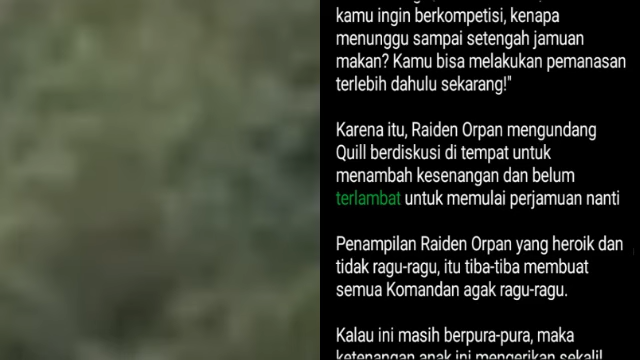 kamu ingin berkompetisi, kenapa
menunggu sampai setengah jamuan
makan? Kamu bisa melakukan pemanasan
terlebih dahulu sekarang!"
Karena itu, Raiden Orpan mengundang
Quill berdiskusi di tempat untuk
menambah kesenangan dan belum
terlambat untuk memulai perjamuan nanti
Penampilan Raiden Orpan yang heroik dan
tidak ragu-ragu, itu tiba-tiba membuat
semua Komandan agak ragu-ragu.
Kalau ini masih berpura-pura, maka
ketenangan anak ini mengerikan sekali!